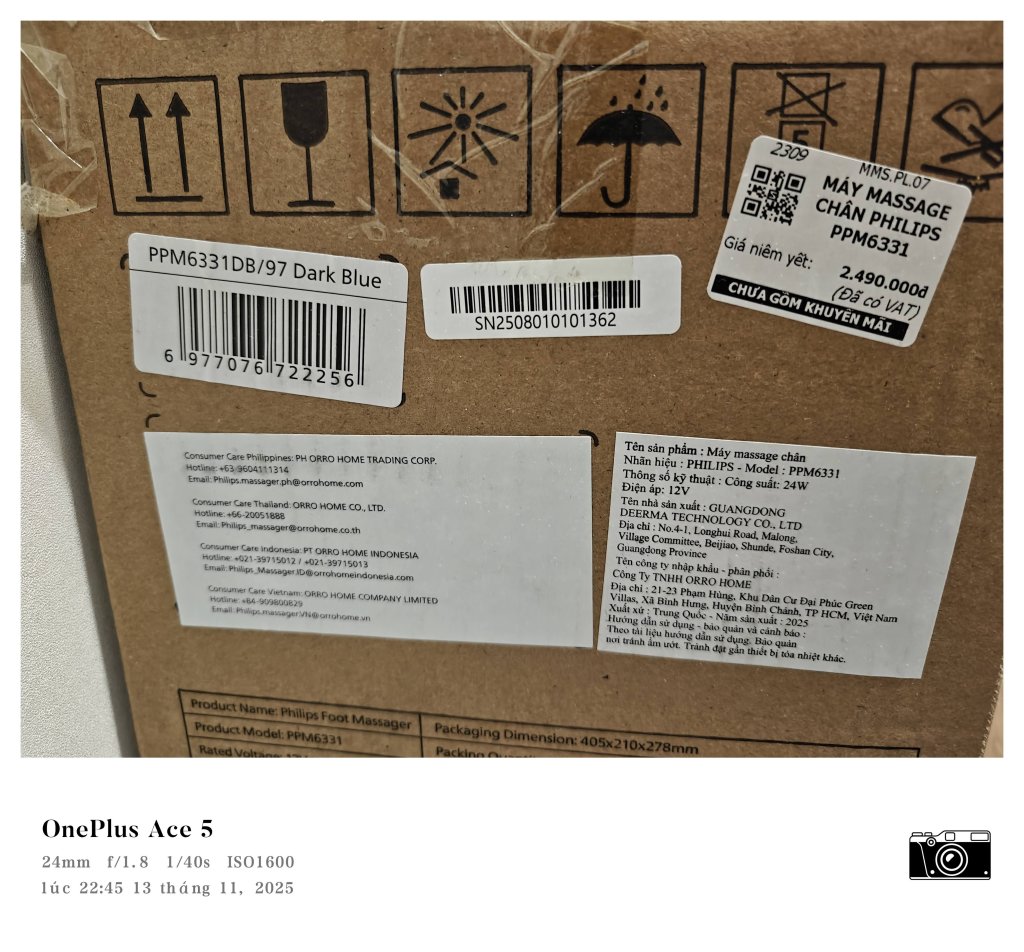 5
2309
MMS.PL.07
MÁY MASSAGE
CHÂN PHILIPS
PPM6331
Giá niêm yết:
2.490.000đ
(Đã có VAT)
CHƯA GỒM KHUYẾN MÃI
PPM6331DB/97 Dark Blue
6 977076 722256
SN2508010101362
Consumer Care Philippines: PH ORRO HOME TRADING CORP.
Hotline: +63-9604111314
Email: Philips.massager.ph@orrohome.com
Consumer Care Thailand: ORRO HOME CO., LTD.
Hotline: +66-20051888
Email: Philips_massager@orrohome.co.th
Consumer Care Indonesia: PT ORRO HOME INDONESIA
Hotline: +021-39715012 / +021-39715013
Email: Philips_Massager.ID@orrohomeindonesia.com
Consumer Care Vietnam: ORRO HOME COMPANY LIMITED
Hotline: +84-909800829
Email: Philips.massager.VN@orrohome.vn
Tên sản phẩm : Máy massage chân
Nhãn hiệu : PHILIPS - Model : PPM6331
Thông số kỹ thuật : Công suất: 24W
Điện áp: 12V
Tên nhà sản xuất : GUANGDONG
DEERMA TECHNOLOGY CO., LTD
Địa chỉ : No.4-1, Longhui Road, Malong,
Village Committee, Beijiao, Shunde, Foshan City,
Guangdong Province
Tên công ty nhập khẩu - phân phối :
Công Ty TNHH ORRO HOME
Địa chỉ : 21-23 Phạm Hùng, Khu Dân Cư Đại Phúc Green
Villas, Xã Bình Hưng, Huyện Bình Chánh, TP HCM, Việt Nam
Xuất xứ : Trung Quốc - Năm sản xuất : 2025
Hướng dẫn sử dụng - bảo quản và cảnh báo :
Theo tài liệu hướng dẫn sử dụng. Bảo quản
nơi tránh ẩm ướt. Tránh đặt gần thiết bị tỏa nhiệt khác.
Product Name: Philips Foot Massager
Product Model: PPM6331
Packaging Dimension: 405x210x278mm
Rated Voltage:
Packing
OnePlus Ace 5
24mm f/1.8 1/40s ISO1600
lúc 22:45 13 tháng 11, 2025